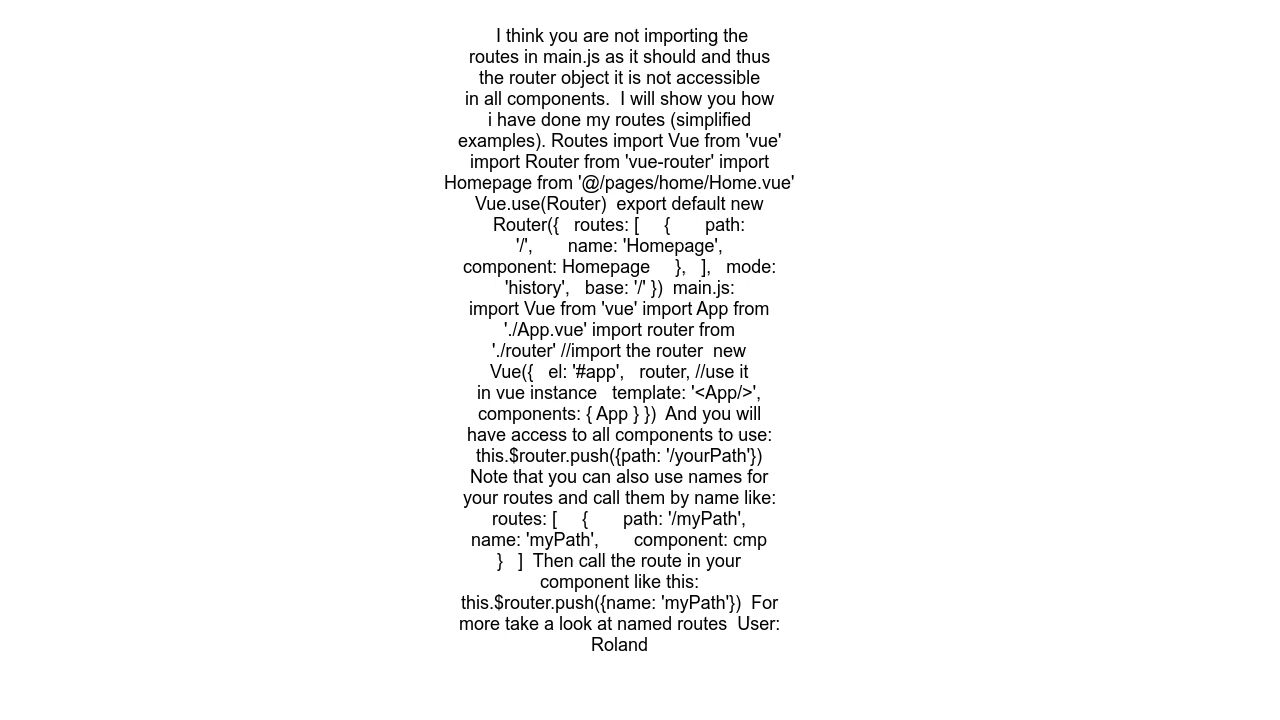 I think you are not importing the
routes in main.js as it should and thus
the router object it is not accessible
in all components.  I will show you how
i have done my routes (simplified
examples). Routes import Vue from 'vue'
import Router from 'vue-router' import
Homepage from '@/pages/home/Home.vue'
Vue.use(Router)  export default new
Router({   routes: [     {       path:
'/',       name: 'Homepage',
component: Homepage     },   ],   mode:
'history',   base: '/' })  main.js:
import Vue from 'vue' import App from
'./App.vue' import router from
'./router' //import the router  new
Vue({   el: '#app',   router, //use it
in vue instance   template: '<App/>',
components: { App } })  And you will
have access to all components to use:
this.$router.push({path: '/yourPath'})
Note that you can also use names for
your routes and call them by name like:
routes: [     {       path: '/myPath',
name: 'myPath',       component: cmp
}   ]  Then call the route in your
component like this:
this.$router.push({name: 'myPath'})  For
more take a look at named routes  User:
Roland